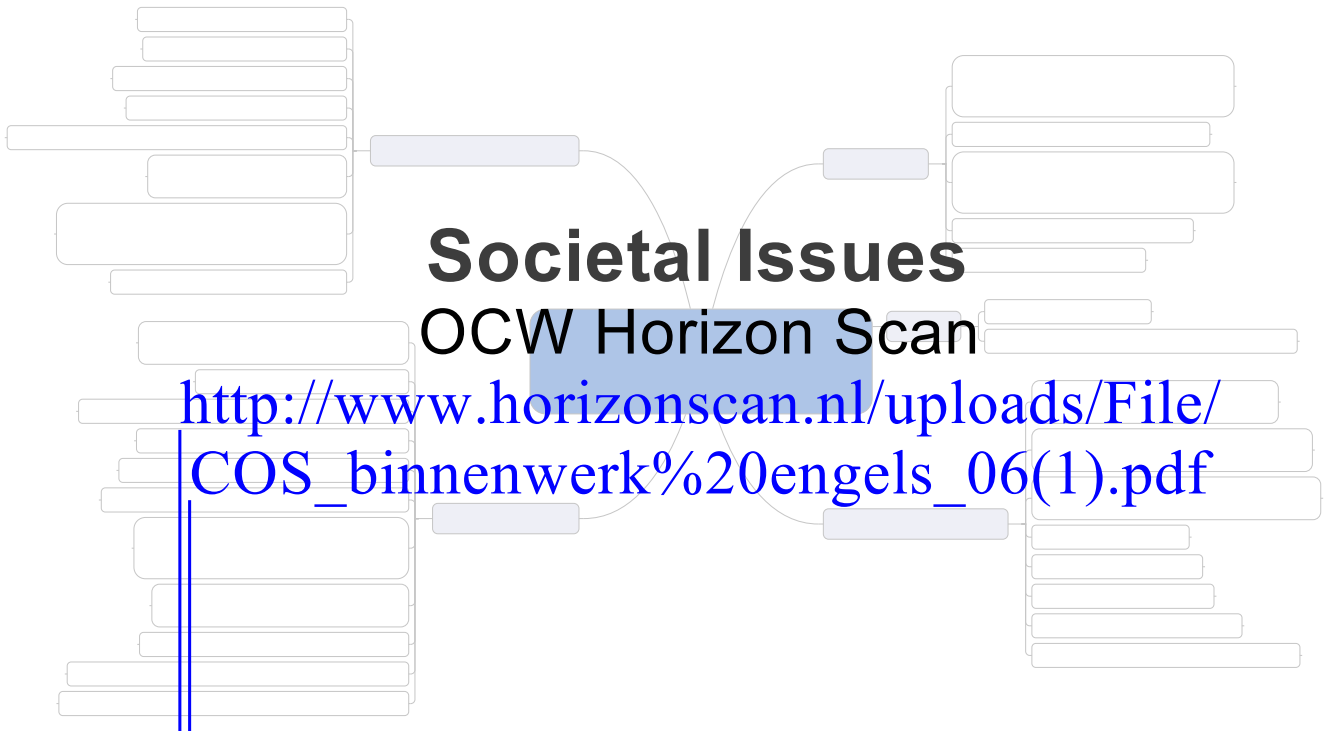 Societal Issues
OCW Horizon Scan
http://www.horizonscan.nl/uploads/File/
COS_binnenwerk%20engels_06(1).pdf